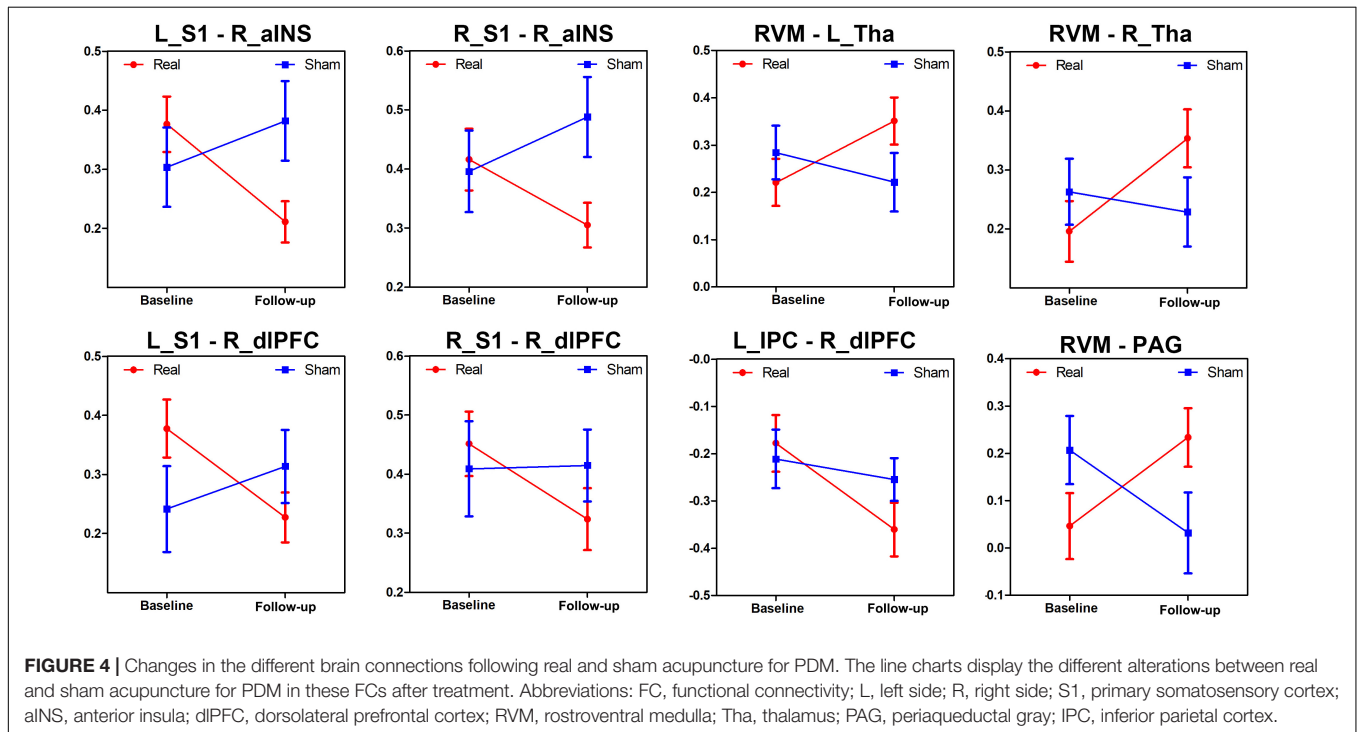 L_S1 - R_aINS
Real Sham
0.5
0.4
0.3
0.2
Baseline Follow-up
R_S1 - R_aINS
Real Sham
0.6
0.5
0.4
0.3
0.2
Baseline Follow-up
RVM - L_Tha
Real Sham
0.5
0.4
0.3
0.2
0.1
0.0
Baseline Follow-up
RVM - R_Tha
Real Sham
0.5
0.4
0.3
0.2
Baseline Follow-up
L_S1 - R_dlPFC
Real Sham
0.5
0.4
0.3
0.2
Baseline Follow-up
R_S1 - R_dlPFC
Real Sham
0.6
0.5
0.4
0.3
0.2
Baseline Follow-up
L_IPC - R_dlPFC
Real Sham
-0.0
-0.1
-0.2
-0.3
-0.4
-0.5
Baseline Follow-up
RVM - PAG
Real Sham
0.4
0.3
0.2
0.1
0.0
-0.1
Baseline Follow-up
FIGURE 4 | Changes in the different brain connections following real and sham acupuncture for PDM. The line charts display the different alterations between real
and sham acupuncture for PDM in these FCs after treatment. Abbreviations: FC, functional connectivity; L, left side; R, right side; S1, primary somatosensory cortex;
aINS, anterior insula; dlPFC, dorsolateral prefrontal cortex; RVM, rostroventral medulla; Tha, thalamus; PAG, periaqueductal gray; IPC, inferior parietal cortex.